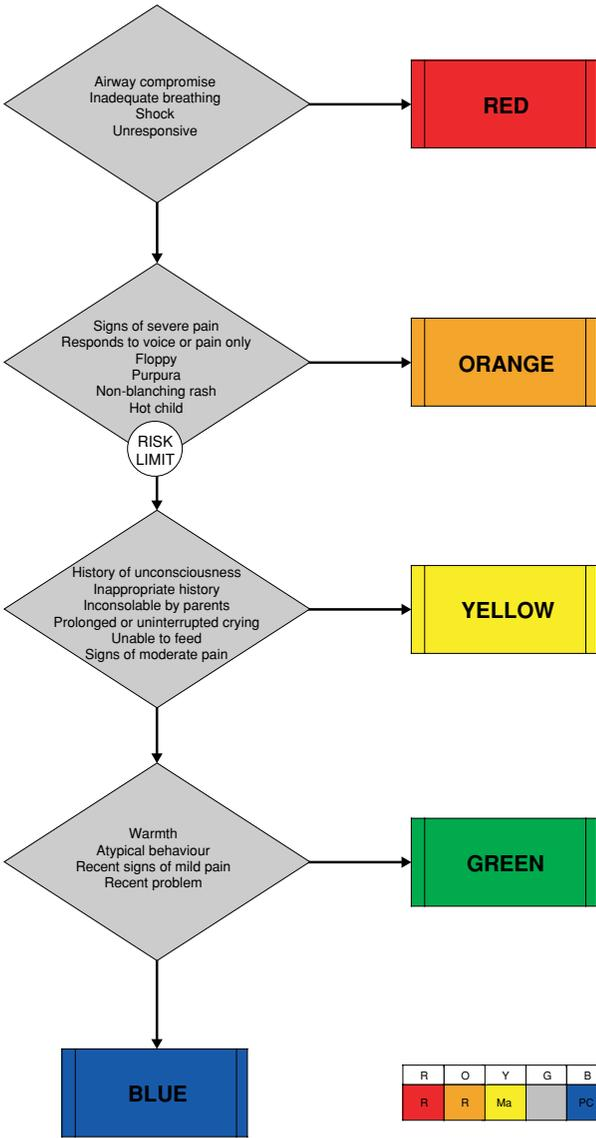 Airway compromise
Inadequate breathing
Shock
Unresponsive
RED
Signs of severe pain
Responds to voice or pain only
Floppy
Purpura
Non-blanching rash
Hot child
ORANGE
RISK
LIMIT
History of unconsciousness
Inappropriate history
Inconsolable by parents
Prolonged or uninterrupted crying
Unable to feed
Signs of moderate pain
YELLOW
Warmth
Atypical behaviour
Recent signs of mild pain
Recent problem
GREEN
BLUE
R O Y G B
R R Ma PC